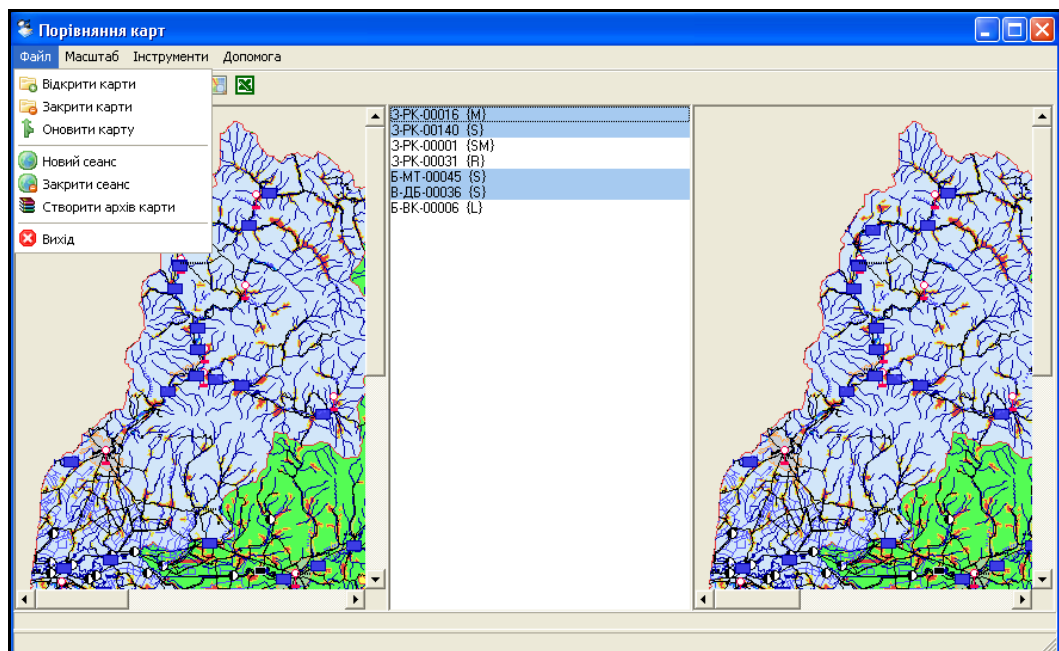 Порівняння карт
Файл Масштаб Інструменти Допомога
Відкрити карти
Закрити карти
Оновити карту
Новий сеанс
Закрити сеанс
Створити архів карти
Вихід
З-РК-00016 {M}
З-РК-00140 {S}
З-РК-00001 {SM}
З-РК-00031 {R}
Б-МТ-00045 {S}
В-ДБ-00036 {S}
Б-ВК-00006 {L}